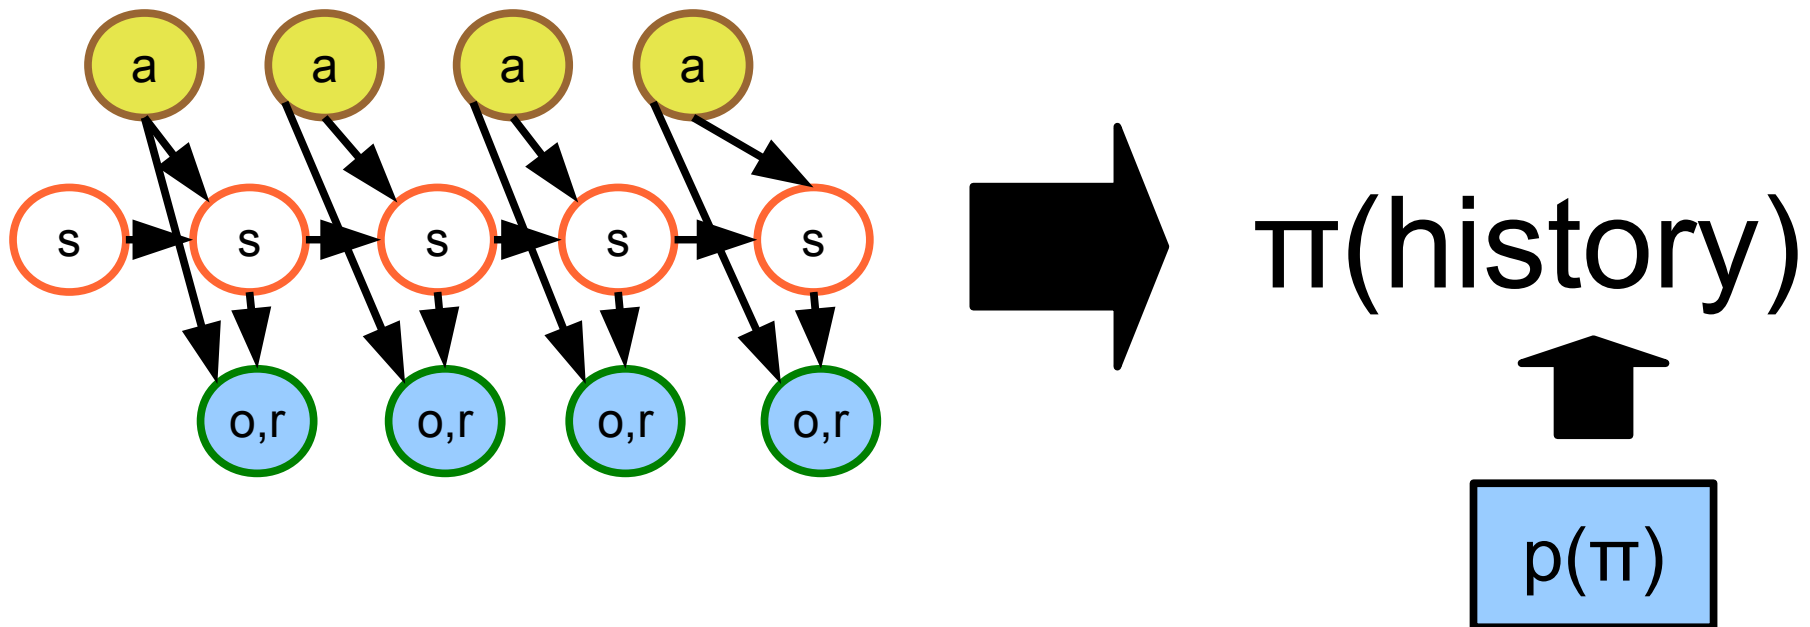 a a a a
s s s s s
π(history)
o,r o,r o,r o,r
p(π)